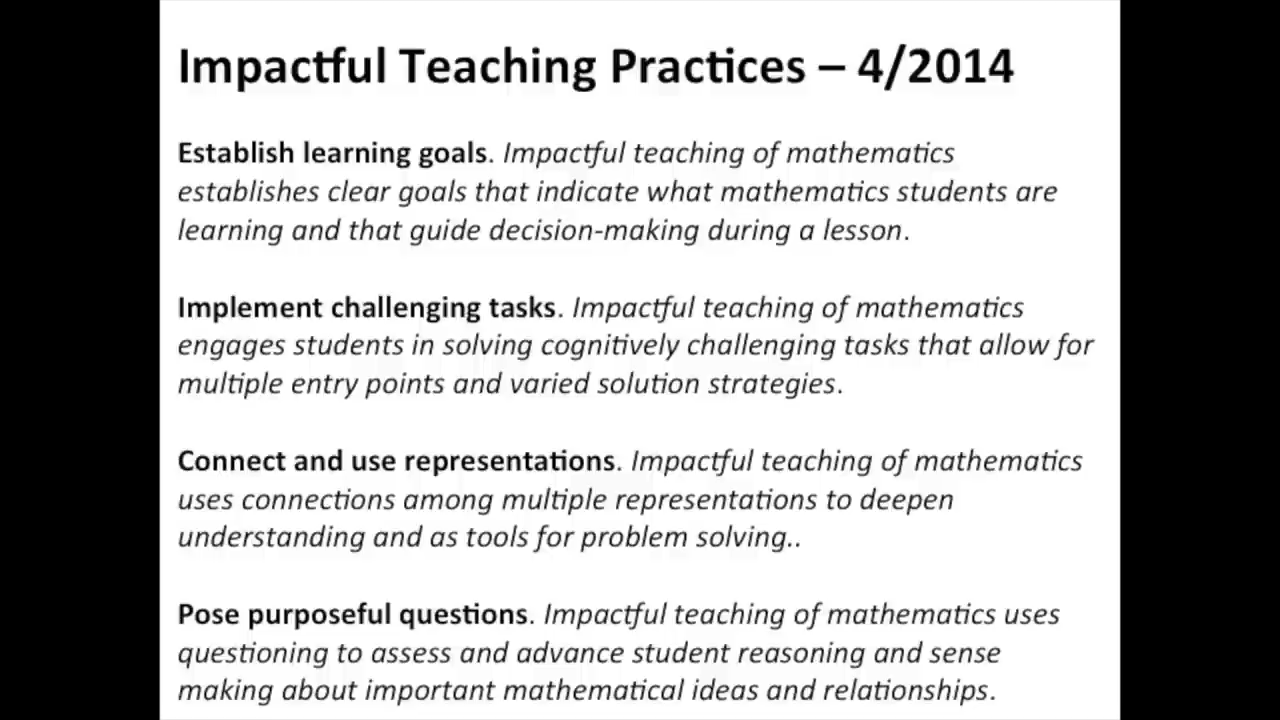 Impactful Teaching Practices – 4/2014
Establish learning goals. Impactful teaching of mathematics
establishes clear goals that indicate what mathematics students are
learning and that guide decision-making during a lesson.
Implement challenging tasks. Impactful teaching of mathematics
engages students in solving cognitively challenging tasks that allow for
multiple entry points and varied solution strategies.
Connect and use representations. Impactful teaching of mathematics
uses connections among multiple representations to deepen
understanding and as tools for problem solving..
Pose purposeful questions. Impactful teaching of mathematics uses
questioning to assess and advance student reasoning and sense
making about important mathematical ideas and relationships.